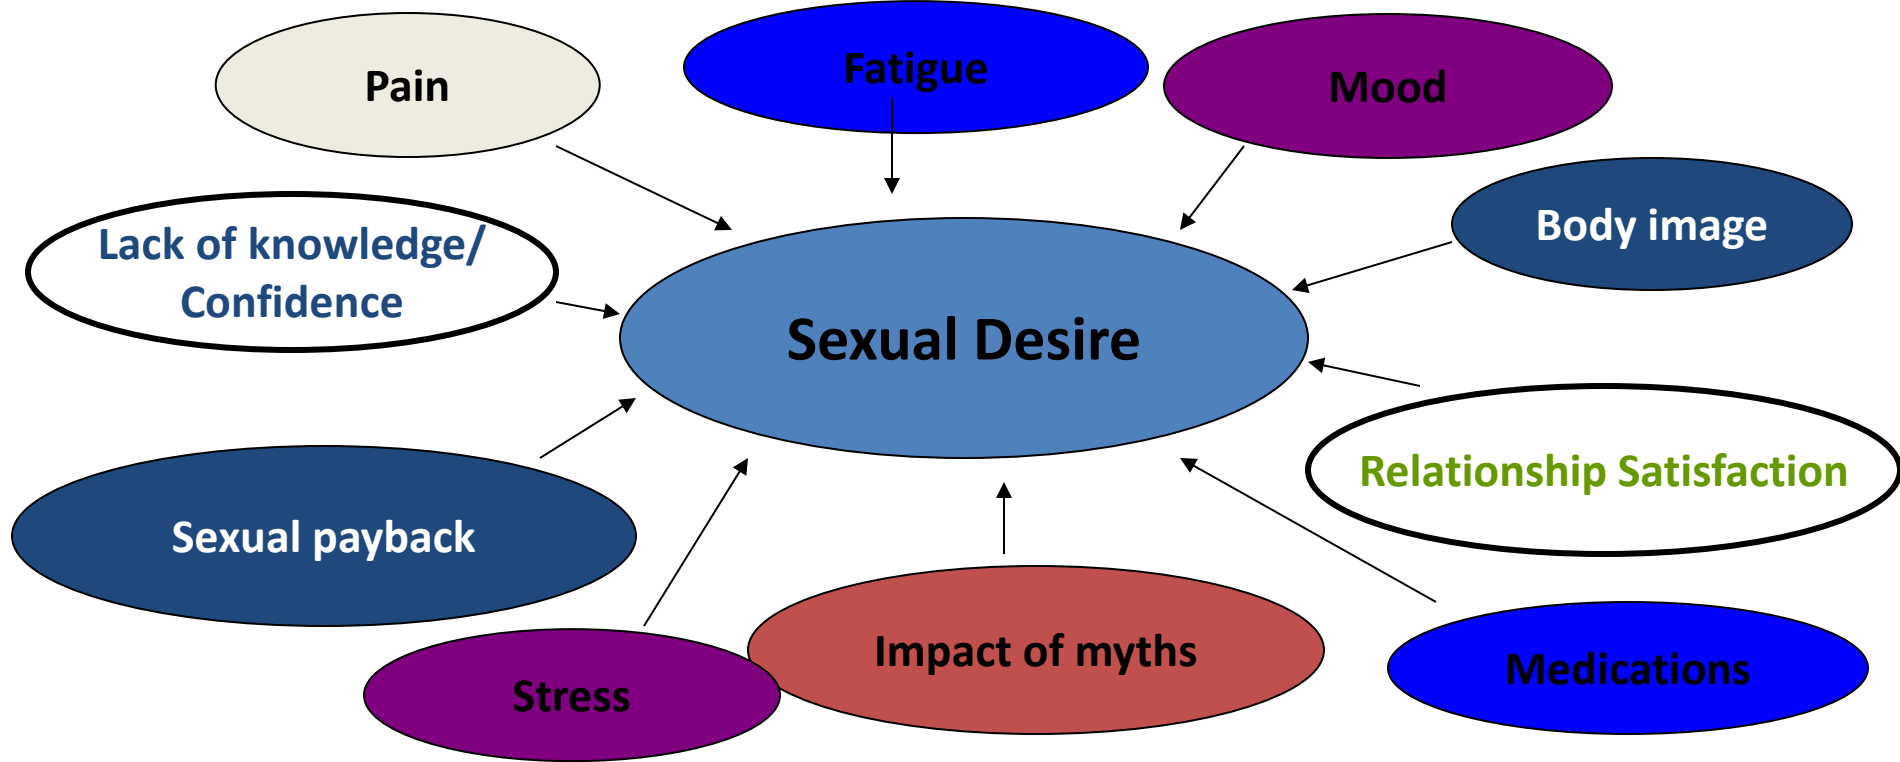 Pain
Fatigue
Mood
Body image
Lack of knowledge/
Confidence
Sexual Desire
Relationship Satisfaction
Sexual payback
Impact of myths
Medications
Stress